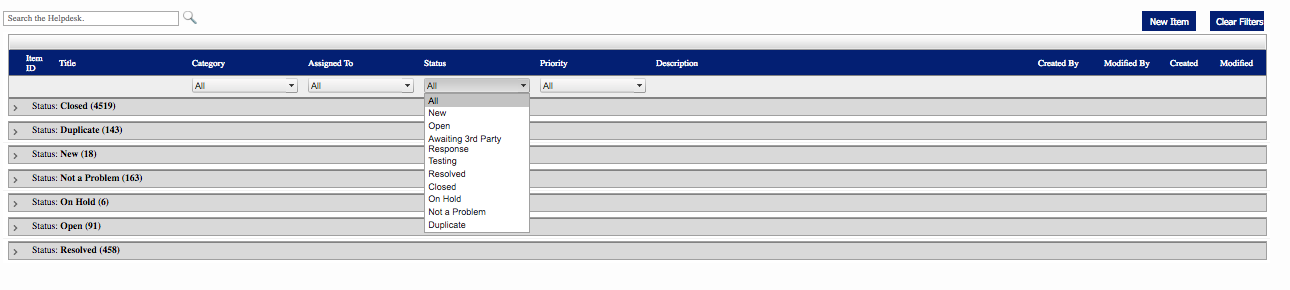 Search the Helpdesk.
New Item
Clear Filters
Item ID
Title
Category
Assigned To
Status
Priority
Description
Created By
Modified By
Created
Modified
All
All
All
All
All
New
Open
Awaiting 3rd Party
Response
Testing
Resolved
Closed
On Hold
Not a Problem
Duplicate
Status: Closed (4519)
Status: Duplicate (143)
Status: New (18)
Status: Not a Problem (163)
Status: On Hold (6)
Status: Open (91)
Status: Resolved (458)